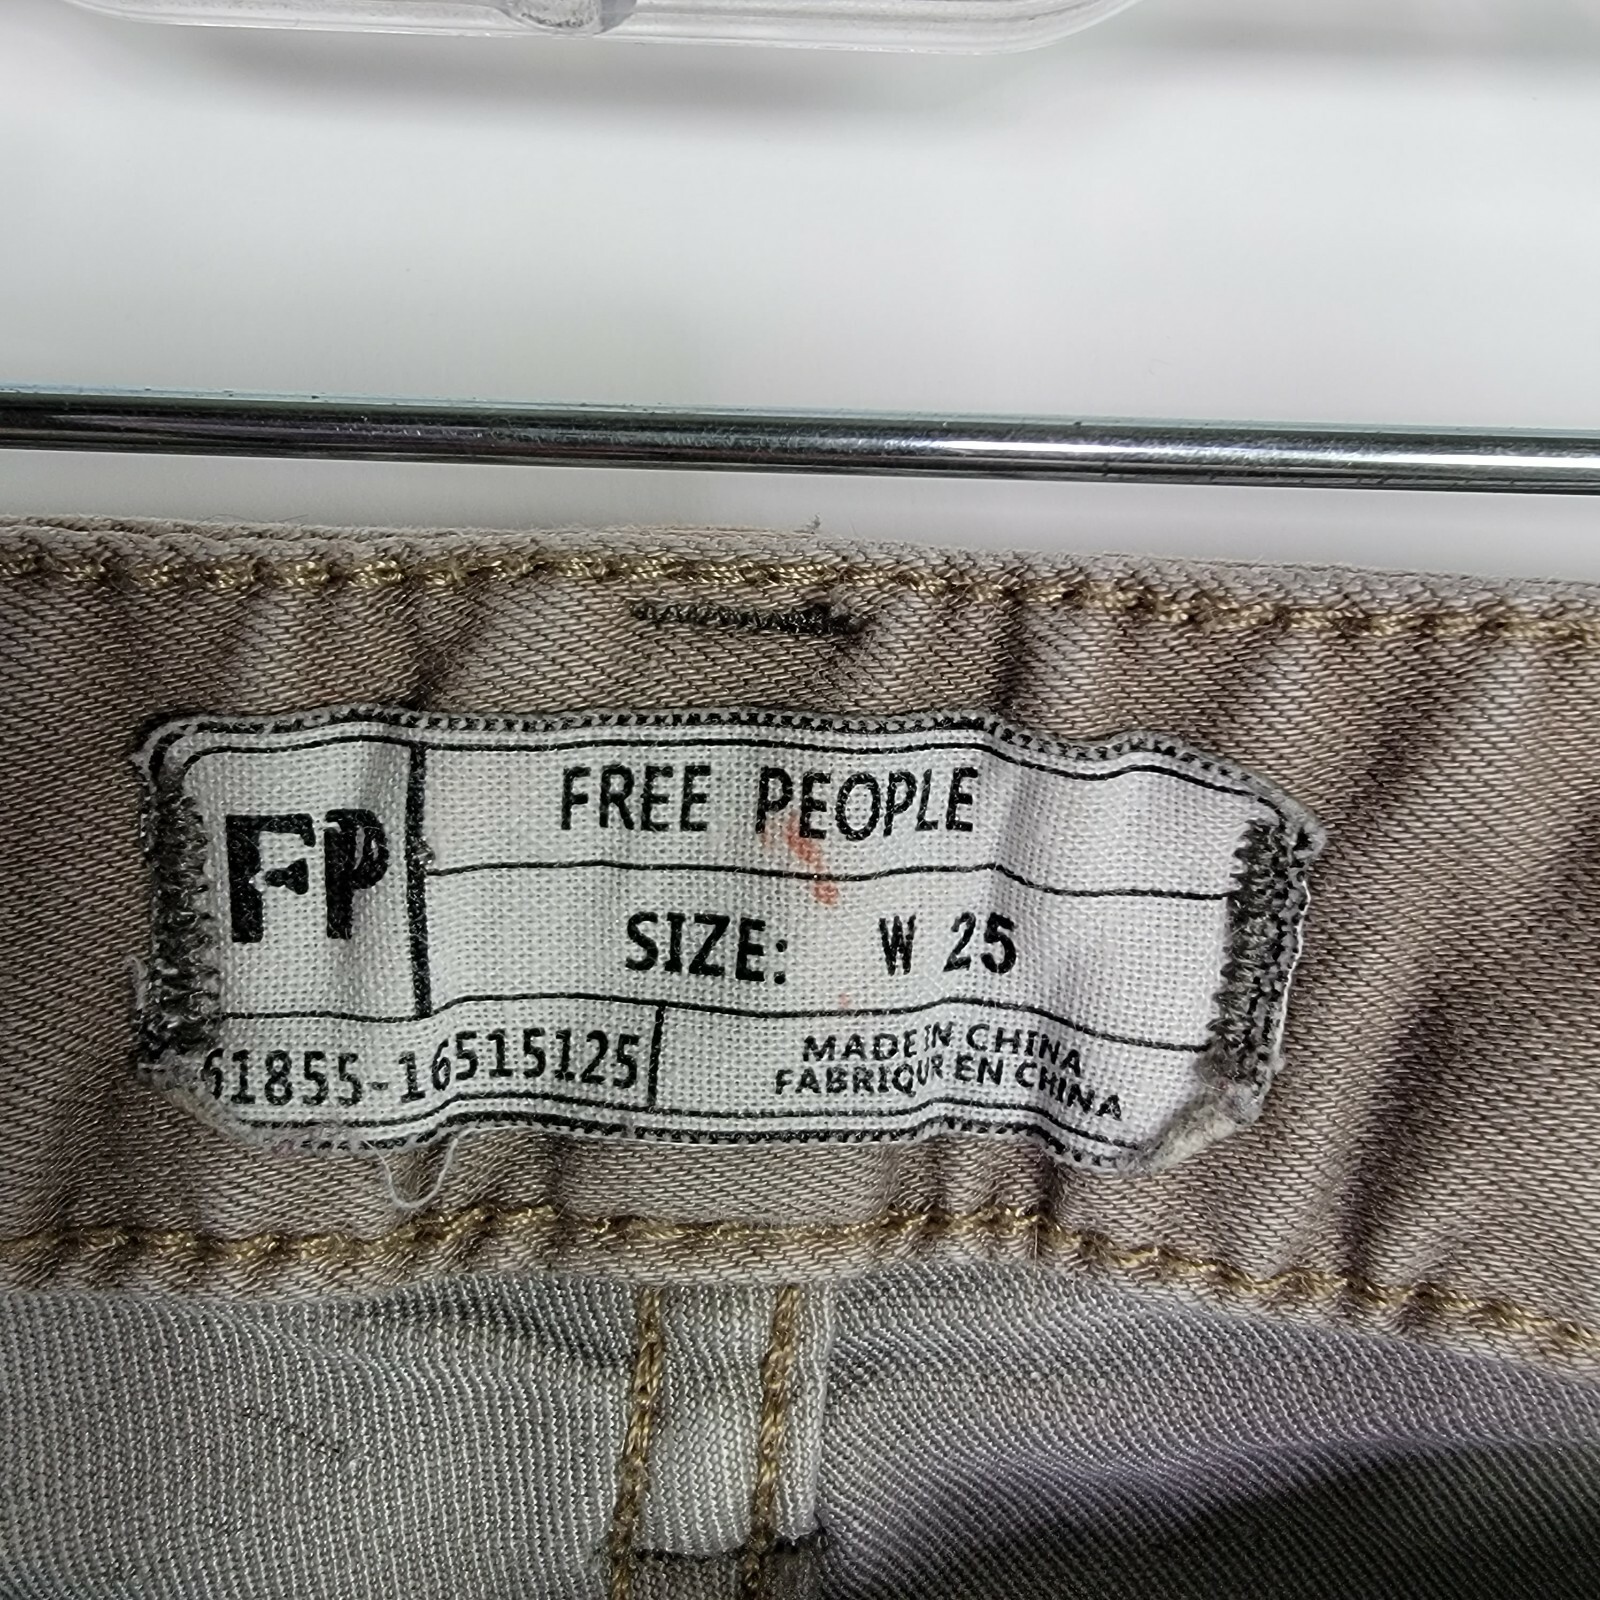 FP
FREE PEOPLE
SIZE: W 25
61855-16515125
MADE IN CHINA
FABRIQUR EN CHINA